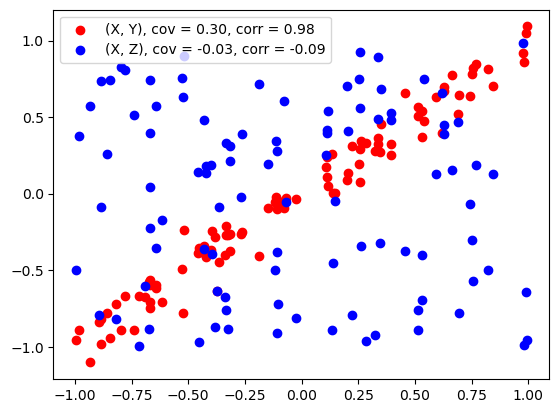 (X, Y), cov = 0.30, corr = 0.98
(X, Z), cov = -0.03, corr = -0.09
1.0
0.5
0.0
−0.5
−1.0
−1.00 −0.75 −0.50 −0.25 0.00 0.25 0.50 0.75 1.00